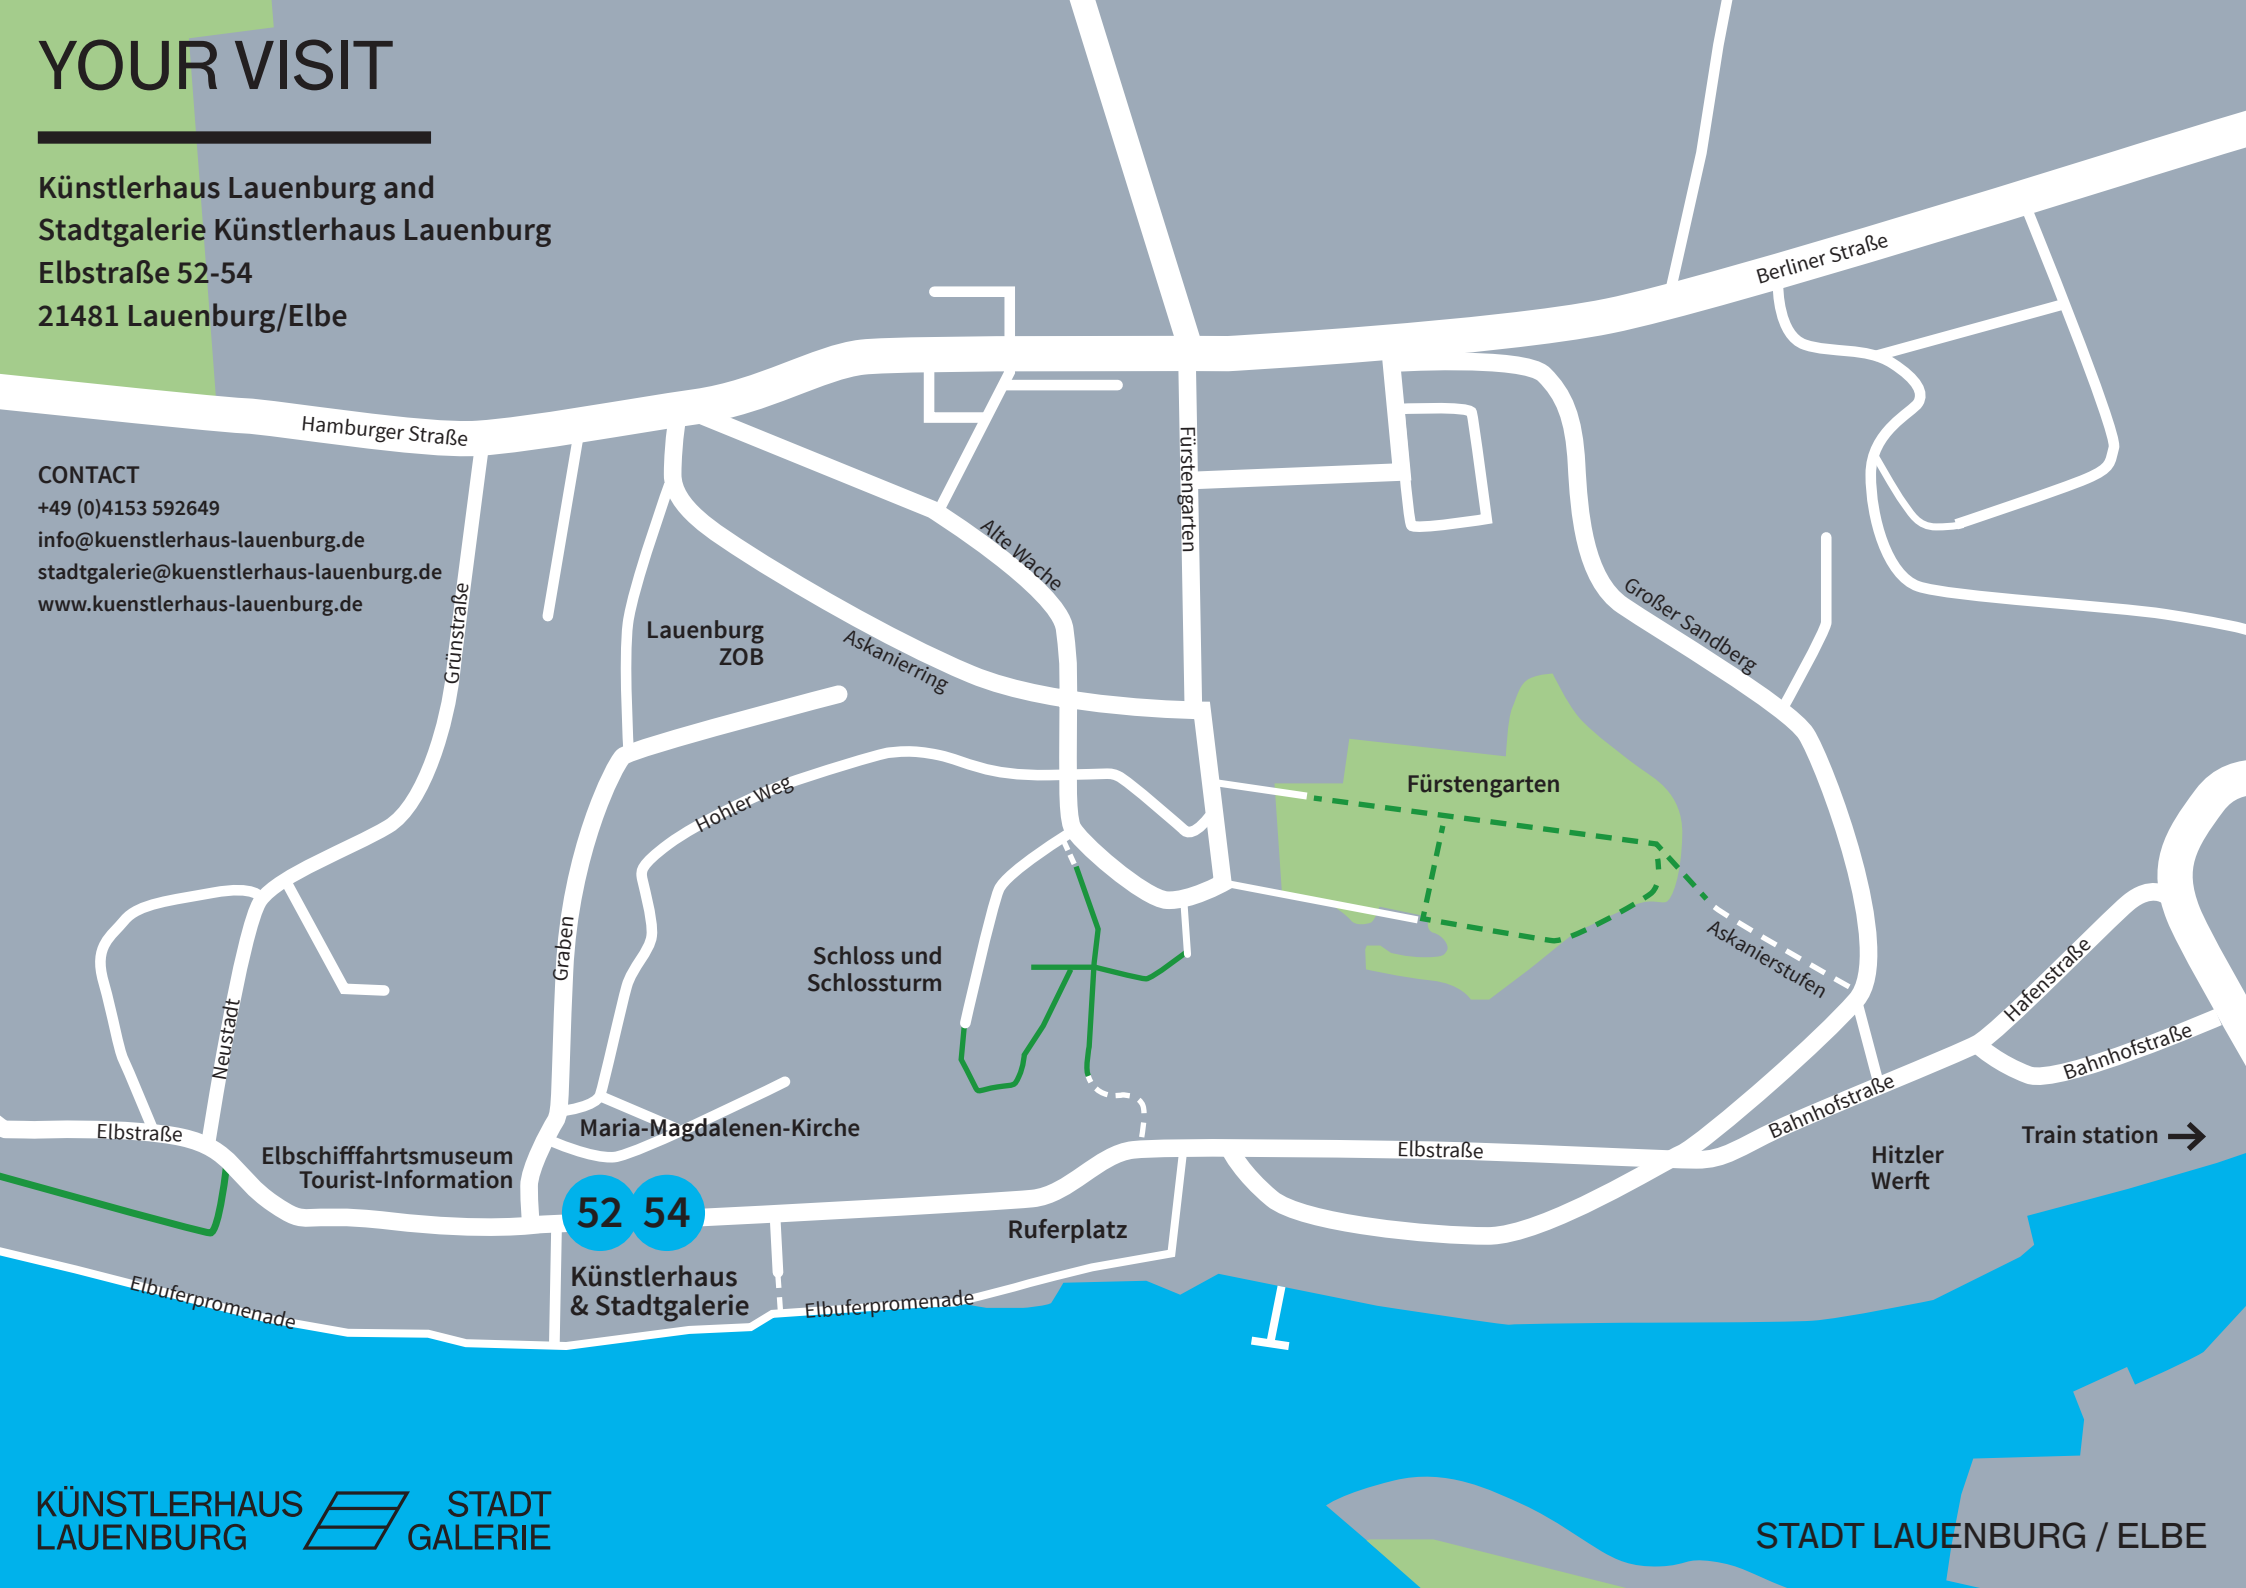 YOUR VISIT
Künstlerhaus Lauenburg and
Stadtgalerie Künstlerhaus Lauenburg
Elbstraße 52-54
21481 Lauenburg/Elbe
Berliner Straße
Hamburger Straße
CONTACT
+49 (0)4153 592649
info@kuenstlerhaus-lauenburg.de
stadtgalerie@kuenstlerhaus-lauenburg.de
www.kuenstlerhaus-lauenburg.de
Fürstengarten
Alte Wache
Grünstraße
Lauenburg
ZOB
Askanierring
Großer Sandberg
Fürstengarten
Hohler Weg
Graben
Schloss und
Schlossturm
Askanierstufen
Hafenstraße
Neustadt
Bahnhofstraße
Bahnhofstraße
Elbstraße
Maria-Magdalenen-Kirche
Elbschifffahrtsmuseum
Tourist-Information
Elbstraße
Train station
Hitzler
Werft
52 54
Ruferplatz
Künstlerhaus
& Stadtgalerie
Elbuferpromenade
Elbuferpromenade
KÜNSTLERHAUS
LAUENBURG
STADT
GALERIE
STADT LAUENBURG / ELBE